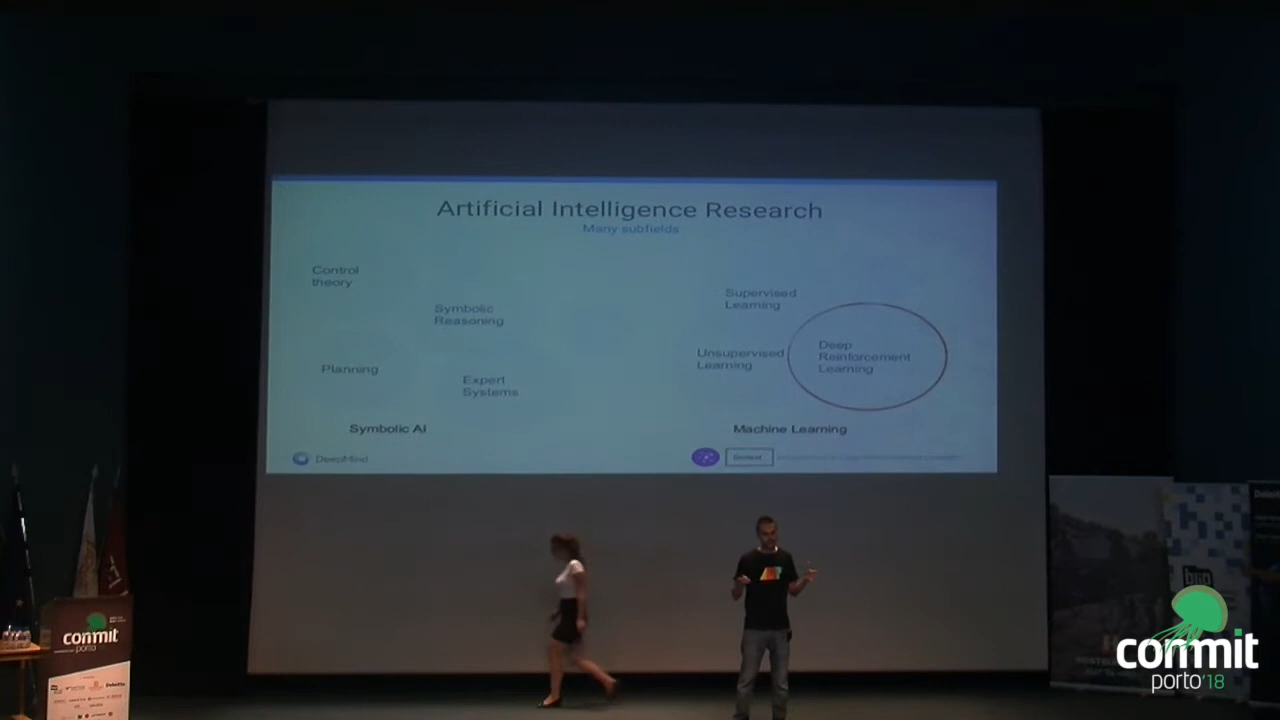 Artificial Intelligence Research
Many subfields
Control
theory
Symbolic
Reasoning
Planning
Expert
Systems
Symbolic AI
Supervised
Learning
Unsupervised
Learning
Deep
Reinforcement
Learning
Machine Learning
DeepMind
commit
porto
Deloitte
commit
porto'18